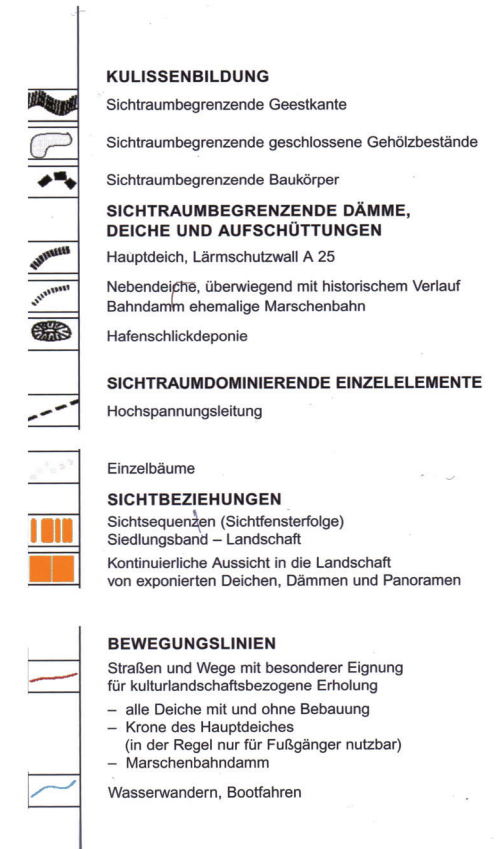 KULISSENBILDUNG
Sichtraumbegrenzende Geestkante
Sichtraumbegrenzende geschlossene Gehölzbestände
Sichtraumbegrenzende Baukörper
SICHTRAUMBEGRENZENDE DÄMME,
DEICHE UND AUFSCHÜTTUNGEN
Hauptdeich, Lärmschutzwall A 25
Nebendeiche, überwiegend mit historischem Verlauf
Bahndamm ehemalige Marschenbahn
Hafenschlickdeponie
SICHTRAUMDOMINIERENDE EINZELELEMENTE
Hochspannungsleitung
Einzelbäume
SICHTBEZIEHUNGEN
Sichtsequenzen (Sichtfensterfolge)
Siedlungsband – Landschaft
Kontinuierliche Aussicht in die Landschaft
von exponierten Deichen, Dämmen und Panoramen
BEWEGUNGSLINIEN
Straßen und Wege mit besonderer Eignung
für kulturlandschaftsbezogene Erholung
– alle Deiche mit und ohne Bebauung
– Krone des Hauptdeiches
(in der Regel nur für Fußgänger nutzbar)
– Marschenbahndamm
Wasserwandern, Bootfahren